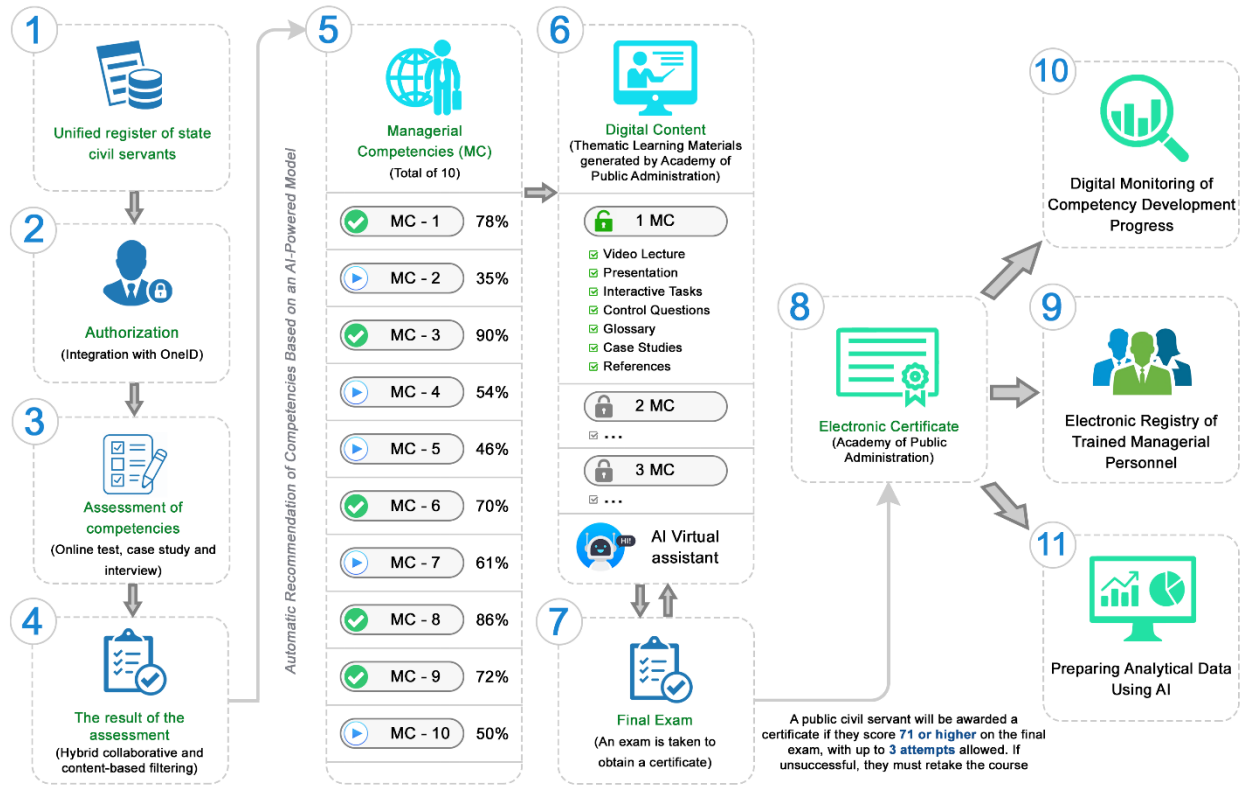 1
Unified register of state
civil servants
2
Authorization
(Integration with OneID)
3
Assessment of
competencies
(Online test, case study and
interview)
4
The result of the
assessment
(Hybrid collaborative and
content-based filtering)
Automatic Recommendation of Competencies Based on an AI-Powered Model
5
Managerial
Competencies (MC)
(Total of 10)
MC - 1 78%
MC - 2 35%
MC - 3 90%
MC - 4 54%
MC - 5 46%
MC - 6 70%
MC - 7 61%
MC - 8 86%
MC - 9 72%
MC - 10 50%
6
Digital Content
(Thematic Learning Materials
generated by Academy of
Public Administration)
1 MC
Video Lecture
Presentation
Interactive Tasks
Control Questions
Glossary
Case Studies
References
2 MC
...
3 MC
...
HI!
AI Virtual
assistant
7
Final Exam
(An exam is taken to
obtain a certificate)
8
Electronic Certificate
(Academy of Public
Administration)
A public civil servant will be awarded a
certificate if they score 71 or higher on the final
exam, with up to 3 attempts allowed. If
unsuccessful, they must retake the course
10
Digital Monitoring of
Competency Development
Progress
9
Electronic Registry of
Trained Managerial
Personnel
11
Preparing Analytical Data
Using AI